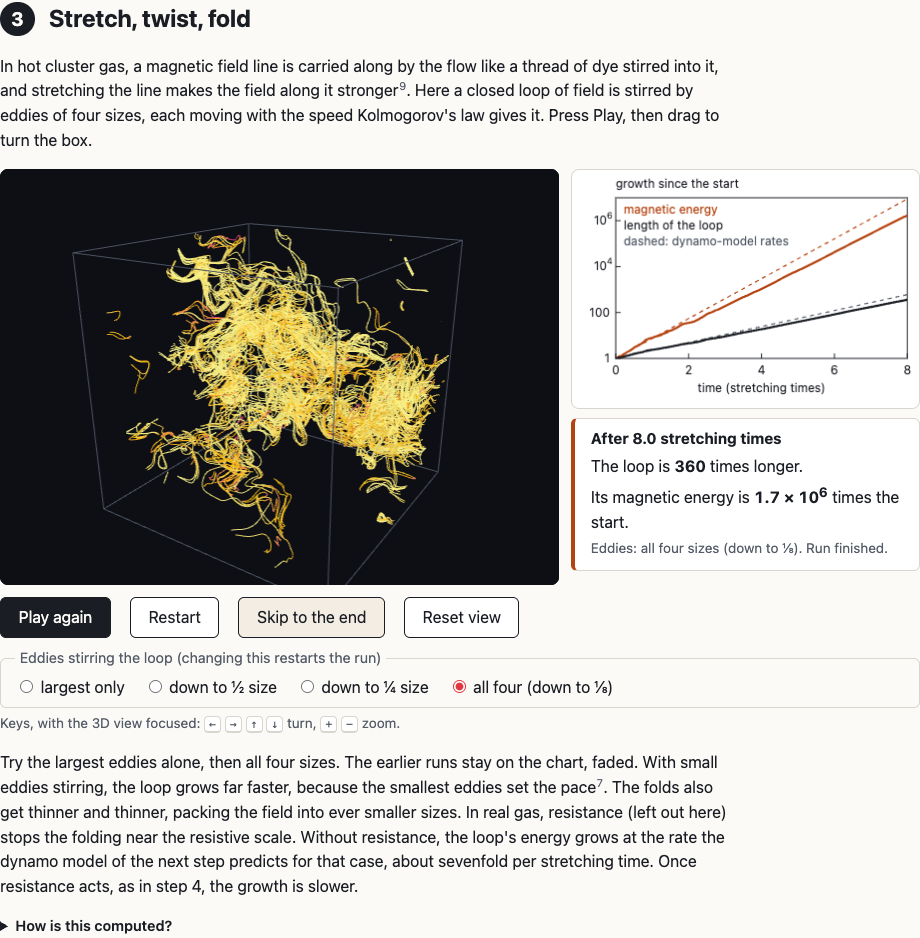 3 Stretch, twist, fold
In hot cluster gas, a magnetic field line is carried along by the flow like a thread of dye stirred into it,
and stretching the line makes the field along it stronger⁹. Here a closed loop of field is stirred by
eddies of four sizes, each moving with the speed Kolmogorov's law gives it. Press Play, then drag to
turn the box.
growth since the start
magnetic energy
length of the loop
dashed: dynamo-model rates
10⁶
10⁴
100
1
0 2 4 6 8
time (stretching times)
After 8.0 stretching times
The loop is 360 times longer.
Its magnetic energy is 1.7 × 10⁶ times the
start.
Eddies: all four sizes (down to ⅛). Run finished.
Play again Restart Skip to the end Reset view
Eddies stirring the loop (changing this restarts the run)
largest only down to ½ size down to ¼ size all four (down to ⅛)
Keys, with the 3D view focused: ← → ↑ ↓ turn, + − zoom.
Try the largest eddies alone, then all four sizes. The earlier runs stay on the chart, faded. With small
eddies stirring, the loop grows far faster, because the smallest eddies set the pace⁷. The folds also
get thinner and thinner, packing the field into ever smaller sizes. In real gas, resistance (left out here)
stops the folding near the resistive scale. Without resistance, the loop's energy grows at the rate the
dynamo model of the next step predicts for that case, about sevenfold per stretching time. Once
resistance acts, as in step 4, the growth is slower.
▶ How is this computed?